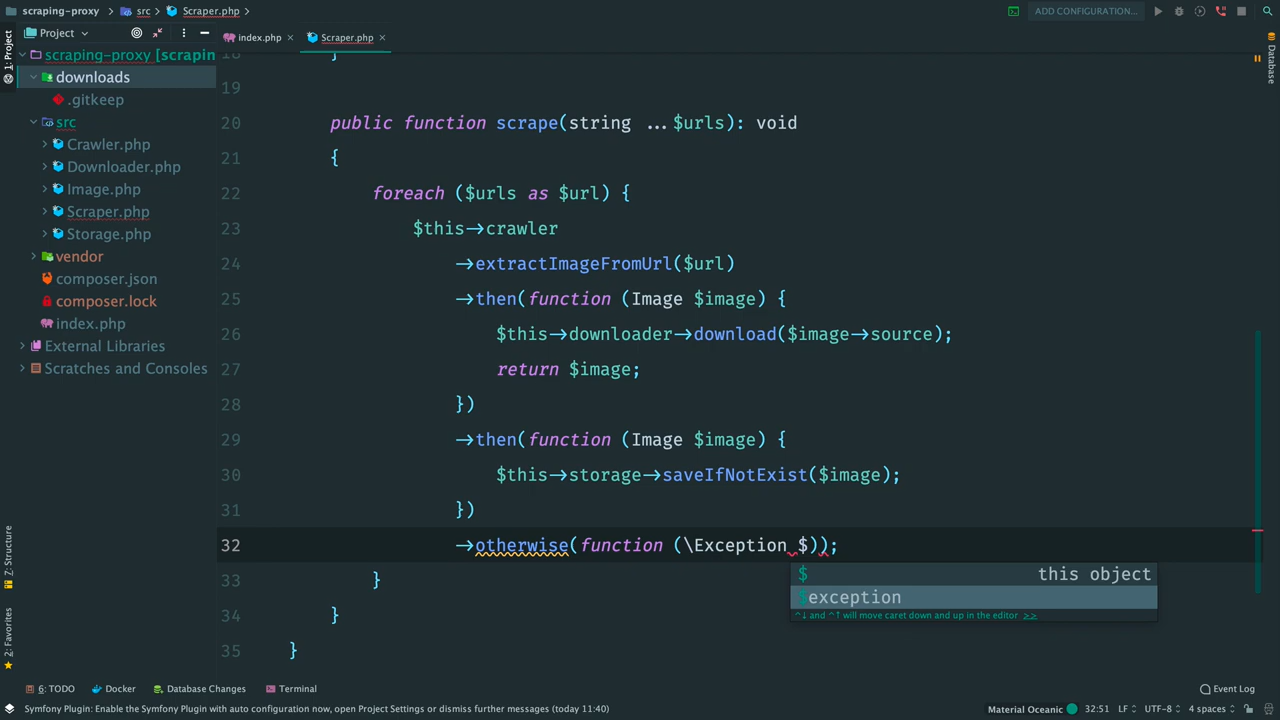 scraping-proxy > src > Scraper.php >
ADD CONFIGURATION...
Project
index.php ×
Scraper.php ×
1: Project
Database
scraping-proxy [scrapin
downloads
.gitkeep
src
Crawler.php
Downloader.php
Image.php
Scraper.php
Storage.php
vendor
composer.json
composer.lock
index.php
External Libraries
Scratches and Consoles
18 }
19
20 public function scrape(string ...$urls): void
21 {
22 foreach ($urls as $url) {
23 $this->crawler
24 ->extractImageFromUrl($url)
25 ->then(function (Image $image) {
26 $this->downloader->download($image->source);
27 return $image;
28 })
29 ->then(function (Image $image) {
30 $this->storage->saveIfNotExist($image);
31 })
32 ->otherwise(function (\Exception $));
$ this object
$exception
^↓ and ^↑ will move caret down and up in the editor >>
33 }
34 }
35 }
Z: Structure
2: Favorites
6: TODO
Docker
Database Changes
Terminal
Event Log
Symfony Plugin: Enable the Symfony Plugin with auto configuration now, open Project Settings or dismiss further messages (today 11:40)
Material Oceanic
32:51 LF UTF-8 4 spaces